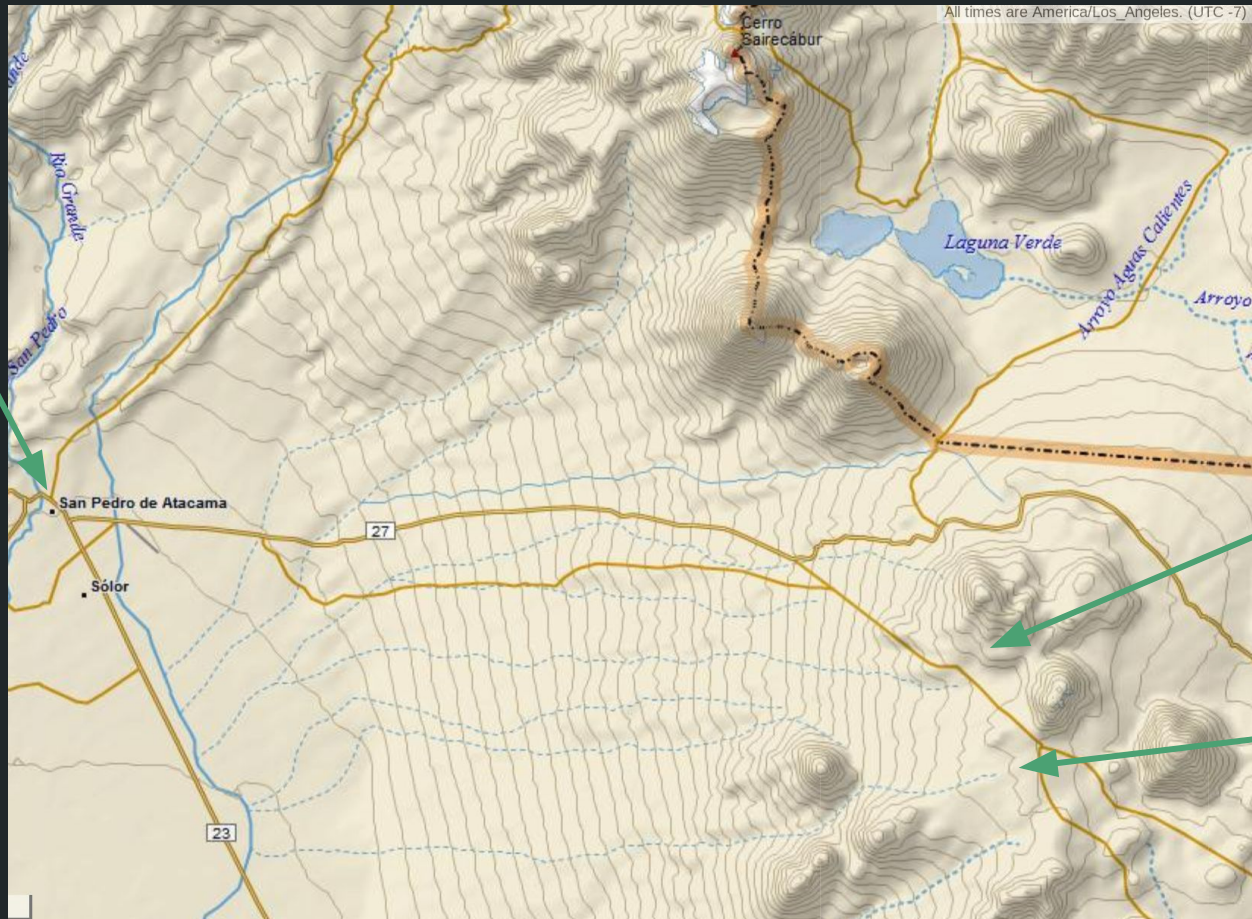 All times are America/Los_Angeles. (UTC -7)
Cerro
Sairecábur
Rio Grande
Laguna Verde
Arroyo Aguas Calientes
Arroyo
San Pedro
San Pedro de Atacama
27
Sólor
23